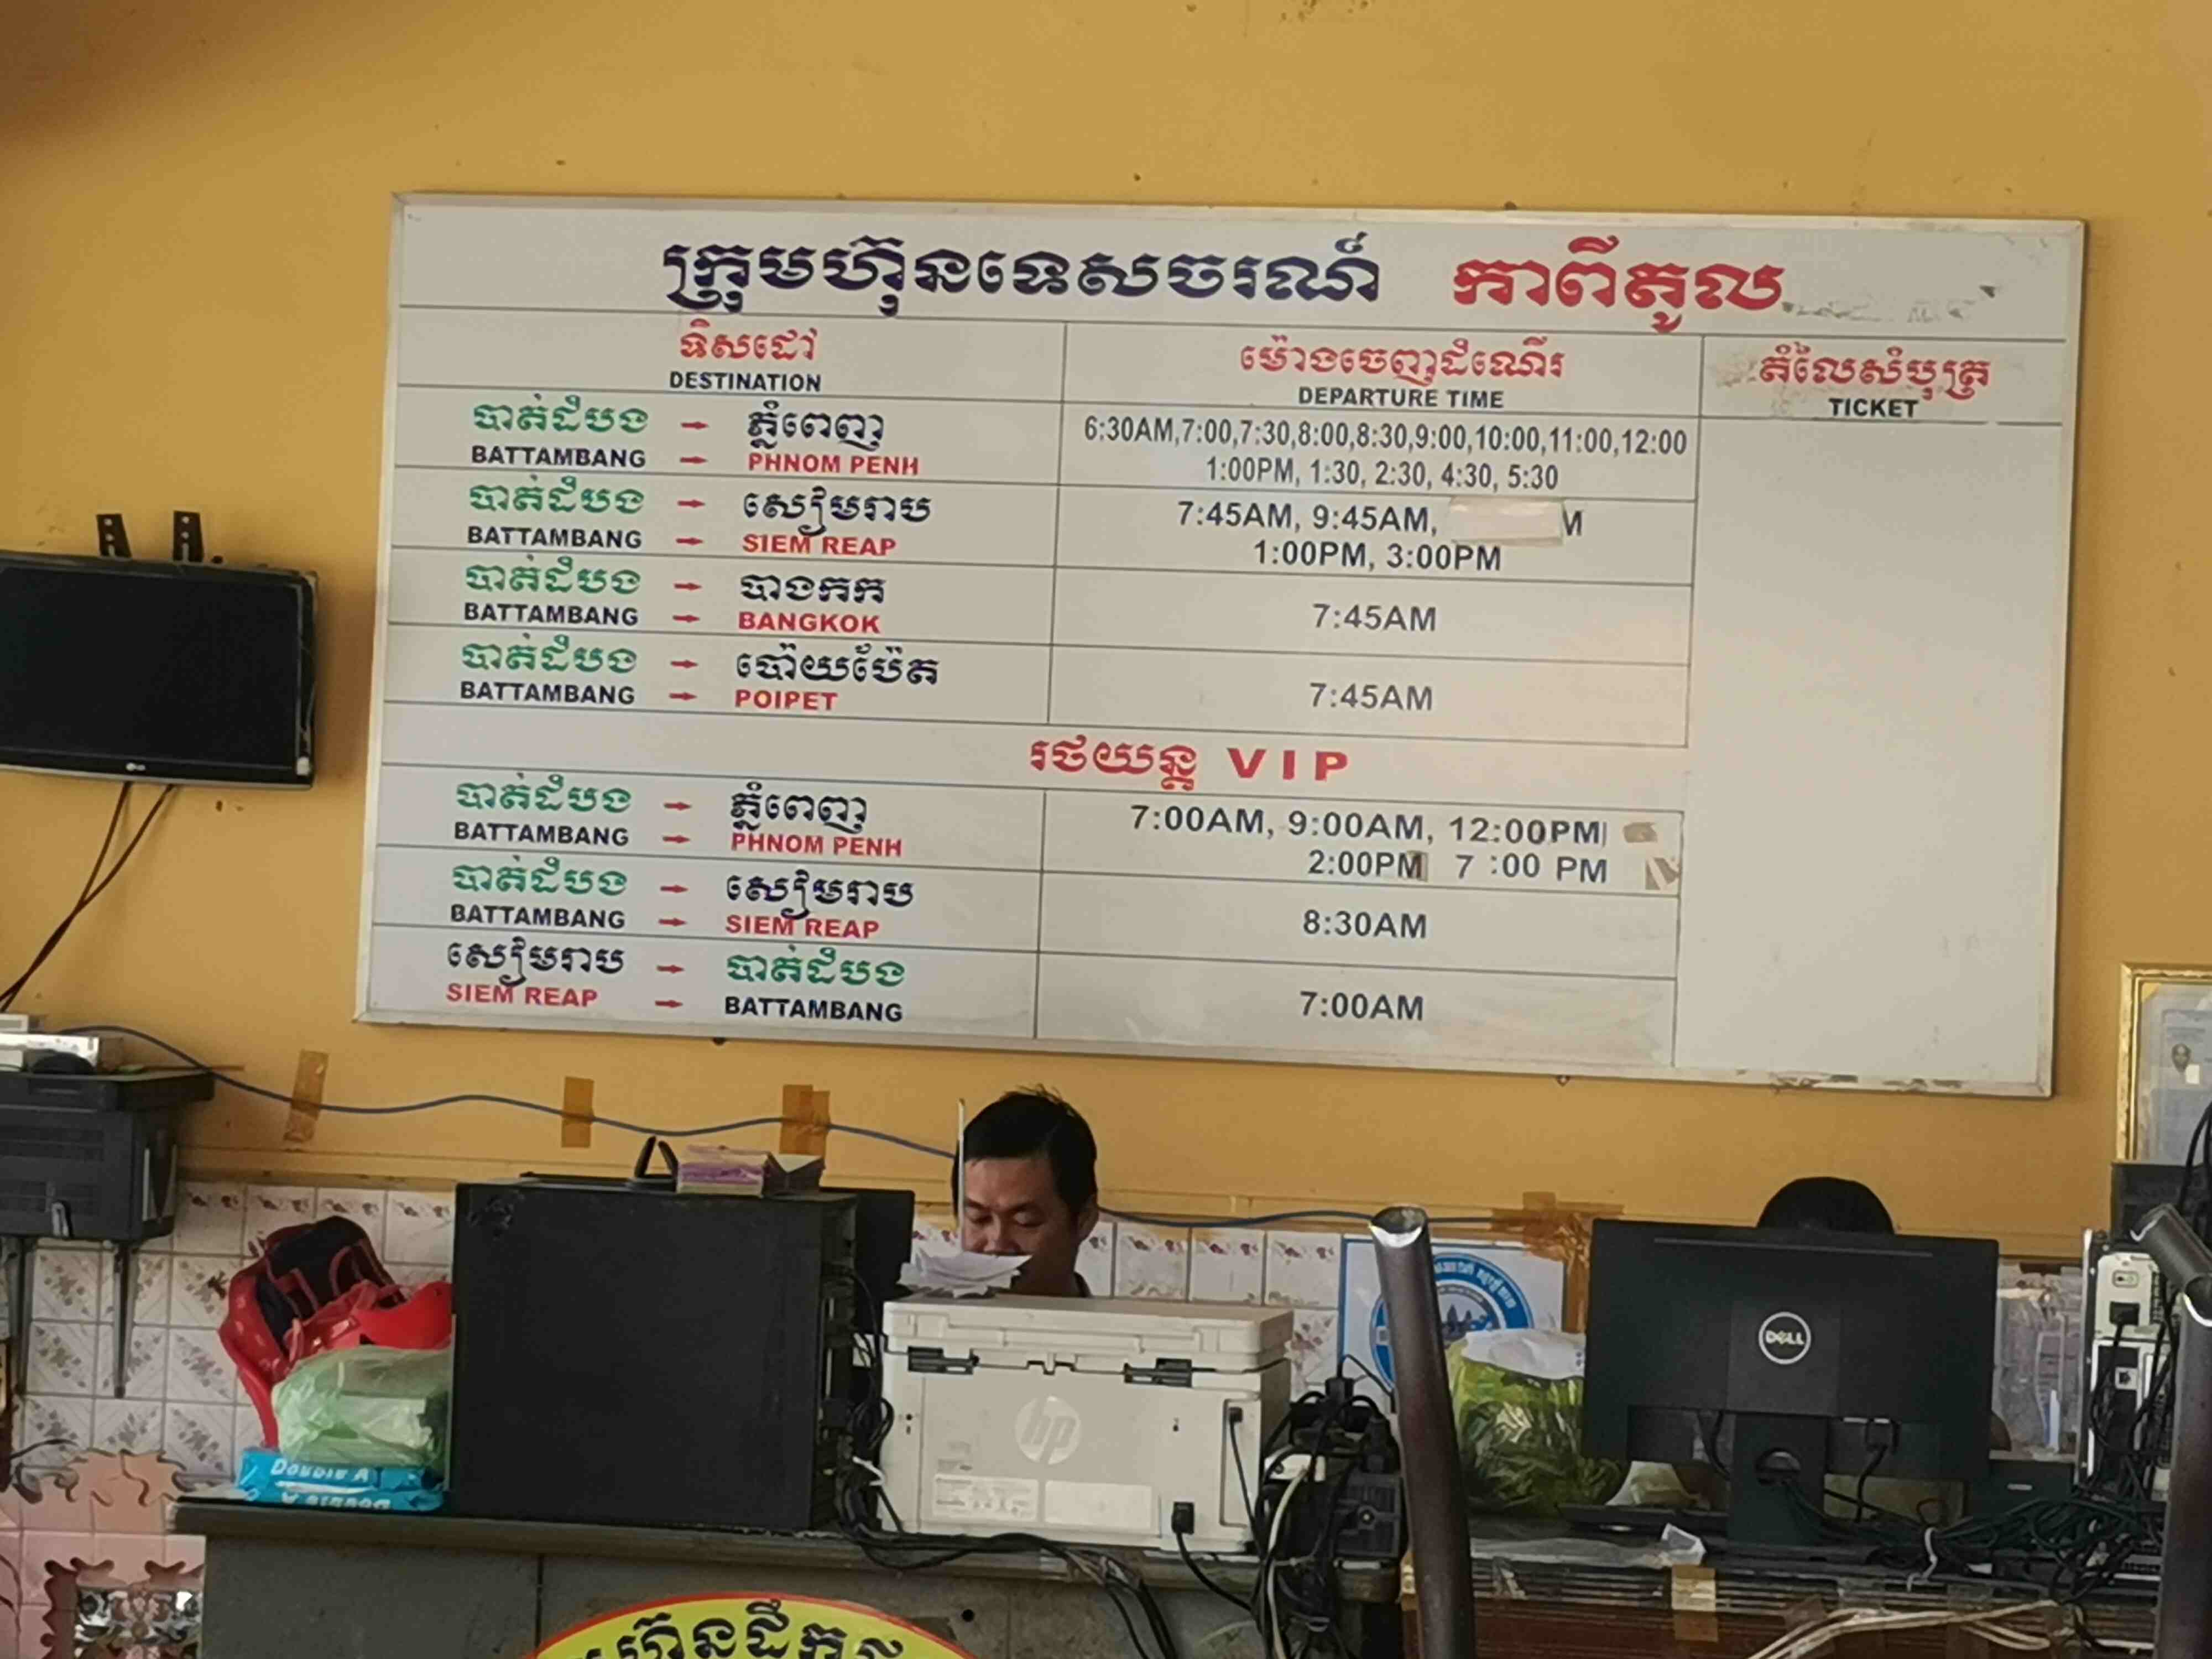 ក្រុមហ៊ុនទេសចរណ៍ កាពីតូល
ទិសដៅ
DESTINATION
ម៉ោងចេញដំណើរ
DEPARTURE TIME
តំលៃសំបុត្រ
TICKET
បាត់ដំបង → ភ្នំពេញ
BATTAMBANG → PHNOM PENH
6:30AM,7:00,7:30,8:00,8:30,9:00,10:00,11:00,12:00
1:00PM, 1:30, 2:30, 4:30, 5:30
បាត់ដំបង → សៀមរាប
BATTAMBANG → SIEM REAP
7:45AM, 9:45AM, M
1:00PM, 3:00PM
បាត់ដំបង → បាងកក
BATTAMBANG → BANGKOK
7:45AM
បាត់ដំបង → ប៉ោយប៉ែត
BATTAMBANG → POIPET
7:45AM
រថយន្ត VIP
បាត់ដំបង → ភ្នំពេញ
BATTAMBANG → PHNOM PENH
7:00AM, 9:00AM, 12:00PM
2:00PM 7 :00 PM
បាត់ដំបង → សៀមរាប
BATTAMBANG → SIEM REAP
8:30AM
សៀមរាប → បាត់ដំបង
SIEM REAP → BATTAMBANG
7:00AM
LG
hp
DELL
Double A